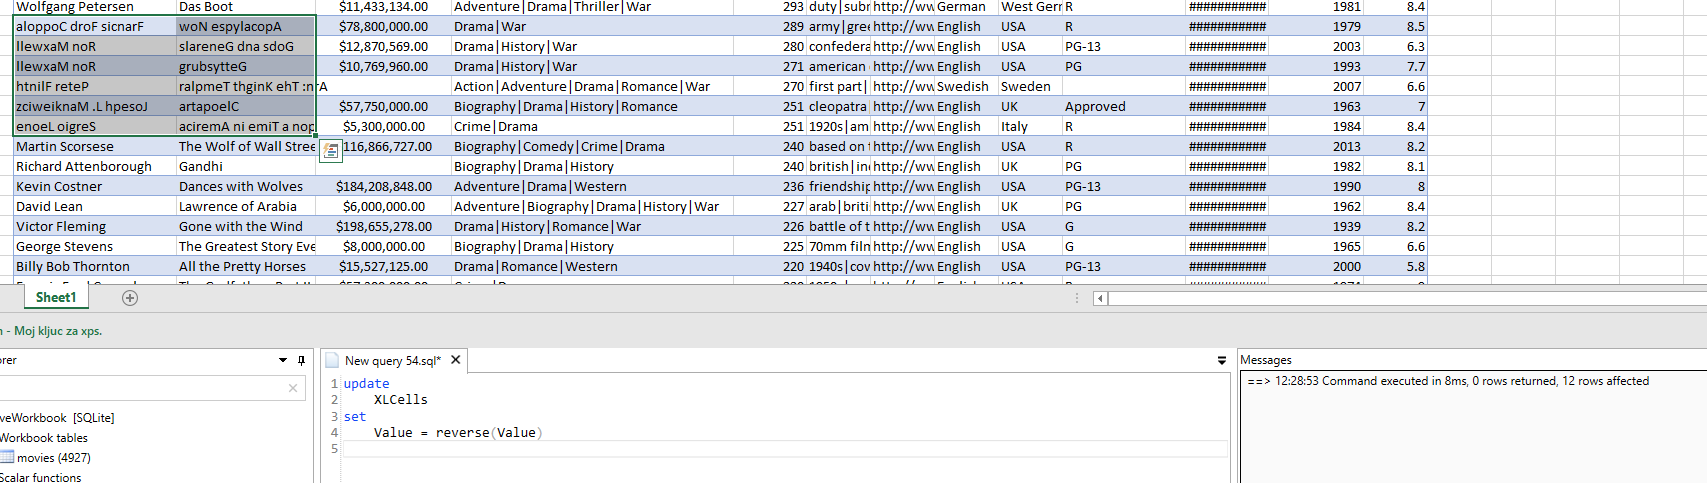 Wolfgang Petersen Das Boot $11,433,134.00 Adventure|Drama|Thriller|War 293 duty|subr http://ww German West Gerr R ########### 1981 8.4
aloppoC droF sicnarF woN espylacopA $78,800,000.00 Drama|War 289 army|gree http://ww English USA R ########### 1979 8.5
llewxaM noR slareneG dna sdoG $12,870,569.00 Drama|History|War 280 confedera http://ww English USA PG-13 ########### 2003 6.3
llewxaM noR grubsytteG $10,769,960.00 Drama|History|War 271 american http://ww English USA PG ########### 1993 7.7
htnilF reteP ralpmeT thginK ehT :nrA Action|Adventure|Drama|Romance|War 270 first part| http://ww Swedish Sweden ########### 2007 6.6
zciweiknaM .L hpesoJ artapoelC $57,750,000.00 Biography|Drama|History|Romance 251 cleopatra http://ww English UK Approved ########### 1963 7
enoeL oigreS aciremA ni emiT a nop $5,300,000.00 Crime|Drama 251 1920s|am http://ww English Italy R ########### 1984 8.4
Martin Scorsese The Wolf of Wall Stree 116,866,727.00 Biography|Comedy|Crime|Drama 240 based on http://ww English USA R ########### 2013 8.2
Richard Attenborough Gandhi Biography|Drama|History 240 british|in http://ww English UK PG ########### 1982 8.1
Kevin Costner Dances with Wolves $184,208,848.00 Adventure|Drama|Western 236 friendship http://ww English USA PG-13 ########### 1990 8
David Lean Lawrence of Arabia $6,000,000.00 Adventure|Biography|Drama|History|War 227 arab|briti http://ww English UK PG ########### 1962 8.4
Victor Fleming Gone with the Wind $198,655,278.00 Drama|History|Romance|War 226 battle of t http://ww English USA G ########### 1939 8.2
George Stevens The Greatest Story Eve $8,000,000.00 Biography|Drama|History 225 70mm filn http://ww English USA G ########### 1965 6.6
Billy Bob Thornton All the Pretty Horses $15,527,125.00 Drama|Romance|Western 220 1940s|cov http://ww English USA PG-13 ########### 2000 5.8
Sheet1
- Moj kljuc za xps.
orer
New query 54.sql*
Messages
1 update
2 XLCells
3 set
4 Value = reverse(Value)
5
==> 12:28:53 Command executed in 8ms, 0 rows returned, 12 rows affected
veWorkbook [SQLite]
Workbook tables
movies (4927)
Scalar functions